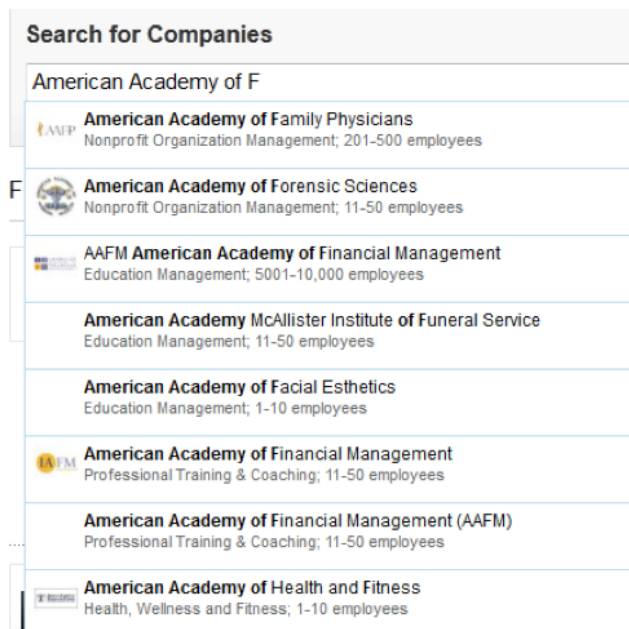 Search for Companies
American Academy of F
AAFP
American Academy of Family Physicians
Nonprofit Organization Management; 201-500 employees
F
American Academy of Forensic Sciences
Nonprofit Organization Management; 11-50 employees
AAFM American Academy of Financial Management
Education Management; 5001-10,000 employees
American Academy McAllister Institute of Funeral Service
Education Management; 11-50 employees
American Academy of Facial Esthetics
Education Management; 1-10 employees
IAFM
American Academy of Financial Management
Professional Training & Coaching; 11-50 employees
American Academy of Financial Management (AAFM)
Professional Training & Coaching; 11-50 employees
American Academy of Health and Fitness
Health, Wellness and Fitness; 1-10 employees